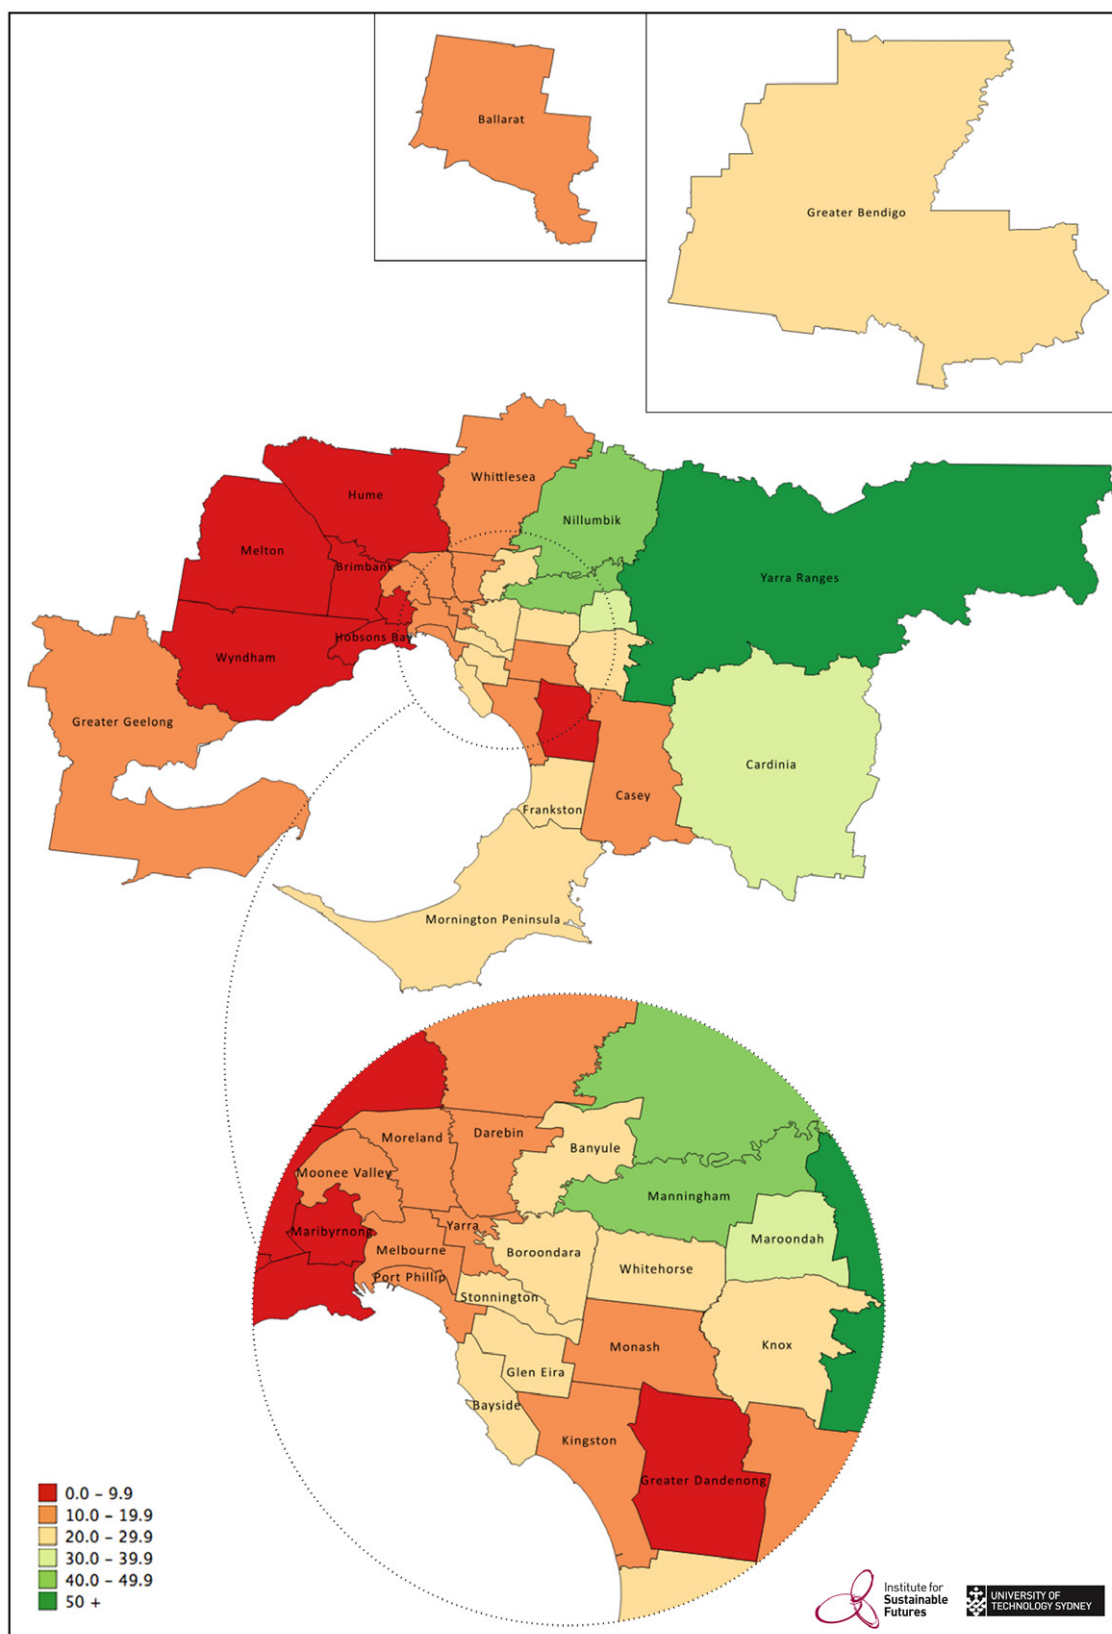 Ballarat
Greater Bendigo
Whittlesea
Hume
Nillumbik
Melton
Brimbank
Yarra Ranges
Hobsons Bay
Wyndham
Greater Geelong
Cardinia
Casey
Frankston
Mornington Peninsula
Darebin
Moreland
Banyule
Moonee Valley
Manningham
Yarra
Maribyrnong
Maroondah
Melbourne
Boroondara
Whitehorse
Port Phillip
Stonnington
Monash
Knox
Glen Eira
Bayside
Kingston
Greater Dandenong
0.0 – 9.9
10.0 – 19.9
20.0 – 29.9
30.0 – 39.9
40.0 – 49.9
50 +
Institute for
Sustainable
Futures
UNIVERSITY OF
TECHNOLOGY SYDNEY